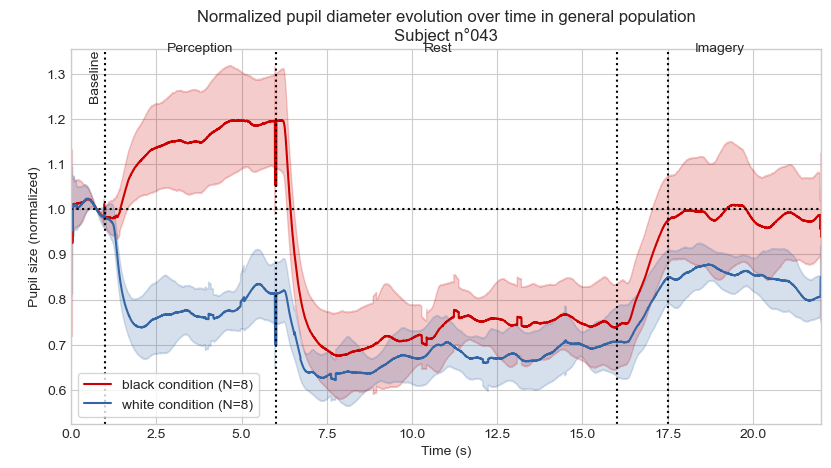 Normalized pupil diameter evolution over time in general population
Subject n°043
Baseline
Perception
Rest
Imagery
Pupil size (normalized)
1.3
1.2
1.1
1.0
0.9
0.8
0.7
0.6
black condition (N=8)
white condition (N=8)
0.0 2.5 5.0 7.5 10.0 12.5 15.0 17.5 20.0
Time (s)